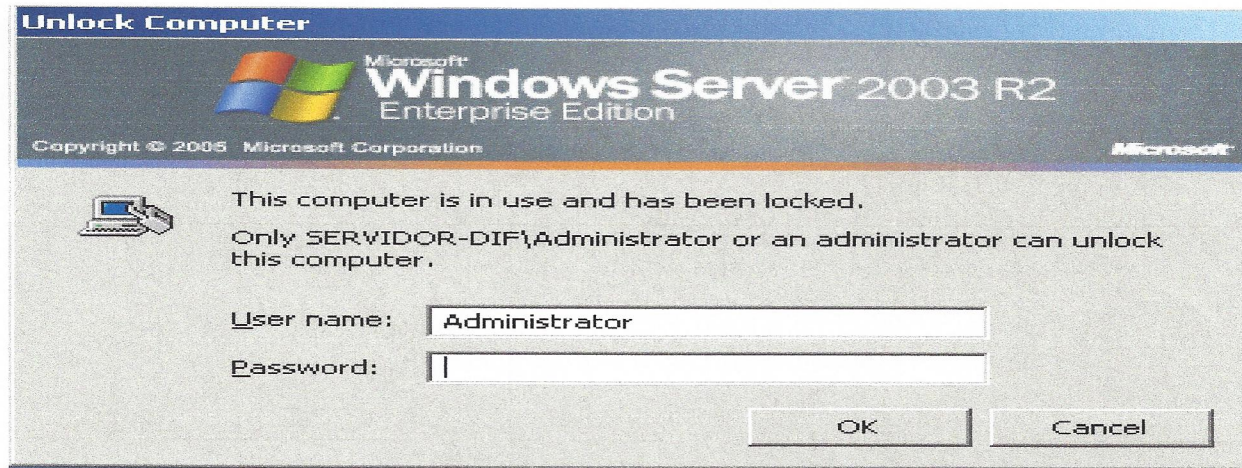 Unlock Computer
Microsoft
Windows Server 2003 R2
Enterprise Edition
Copyright © 2005 Microsoft Corporation
Microsoft
This computer is in use and has been locked.
Only SERVIDOR-DIF\Administrator or an administrator can unlock
this computer.
User name: Administrator
Password:
OK Cancel